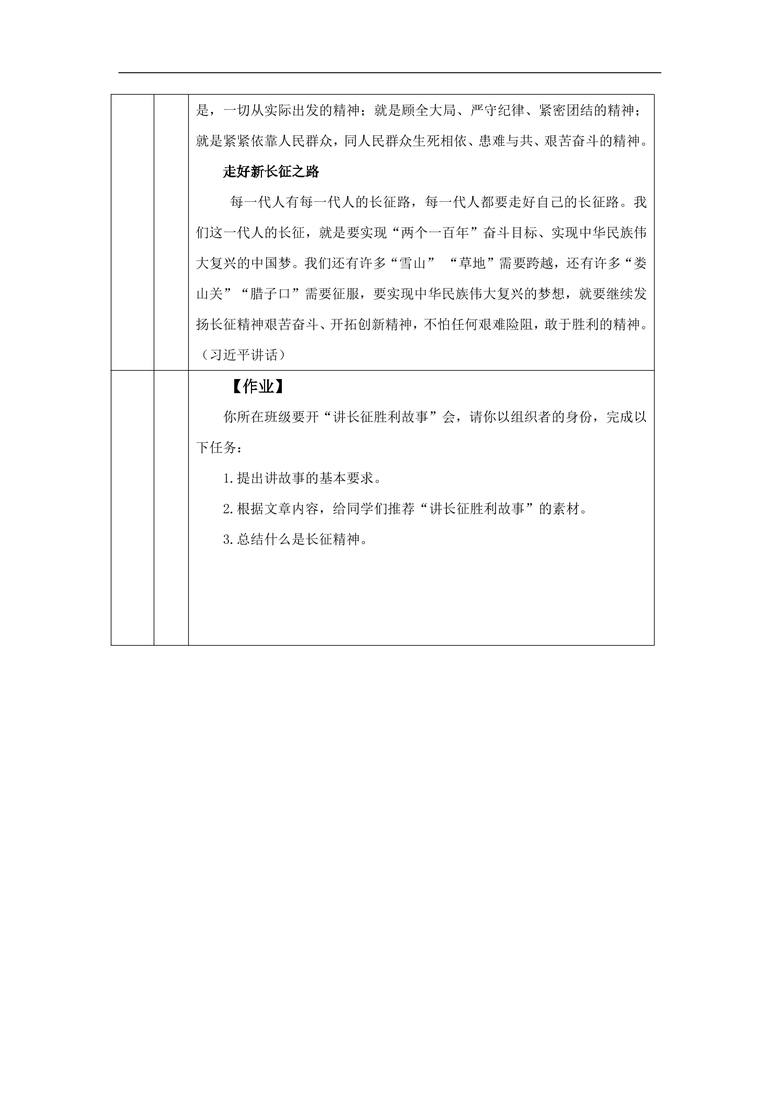 是，一切从实际出发的精神；就是顾全大局、严守纪律、紧密团结的精神；
就是紧紧依靠人民群众，同人民群众生死相依、患难与共、艰苦奋斗的精神。
走好新长征之路
每一代人有每一代人的长征路，每一代人都要走好自己的长征路。我
们这一代人的长征，就是要实现“两个一百年”奋斗目标、实现中华民族伟
大复兴的中国梦。我们还有许多“雪山” “草地”需要跨越，还有许多“娄
山关”“腊子口”需要征服，要实现中华民族伟大复兴的梦想，就要继续发
扬长征精神艰苦奋斗、开拓创新精神，不怕任何艰难险阻，敢于胜利的精神。
（习近平讲话）
【作业】
你所在班级要开“讲长征胜利故事”会，请你以组织者的身份，完成以
下任务：
1.提出讲故事的基本要求。
2.根据文章内容，给同学们推荐“讲长征胜利故事”的素材。
3.总结什么是长征精神。